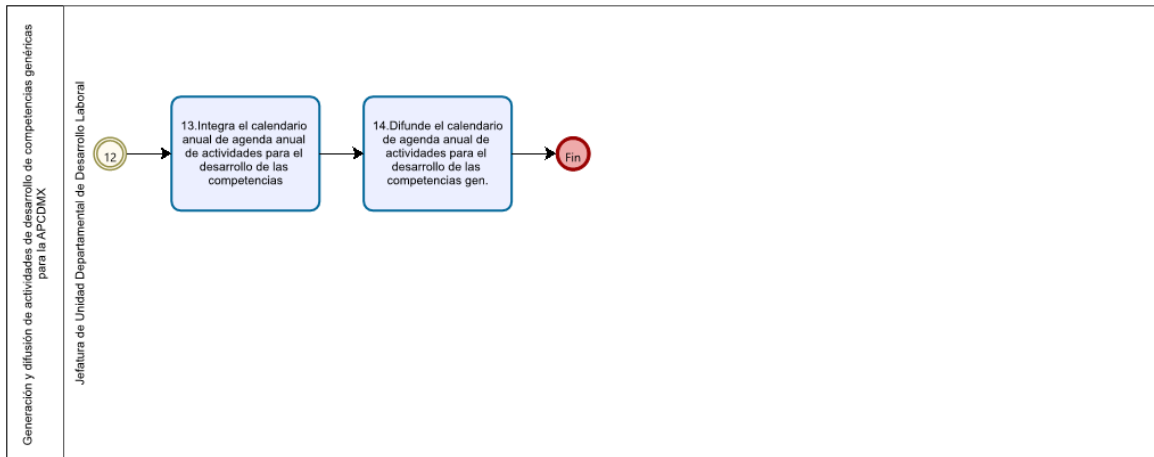 Generación y difusión de actividades de desarrollo de competencias genéricas
para la APCDMX
Jefatura de Unidad Departamental de Desarrollo Laboral
12
13.Integra el calendario
anual de agenda anual
de actividades para el
desarrollo de las
competencias
14.Difunde el calendario
de agenda anual de
actividades para el
desarrollo de las
competencias gen.
Fin